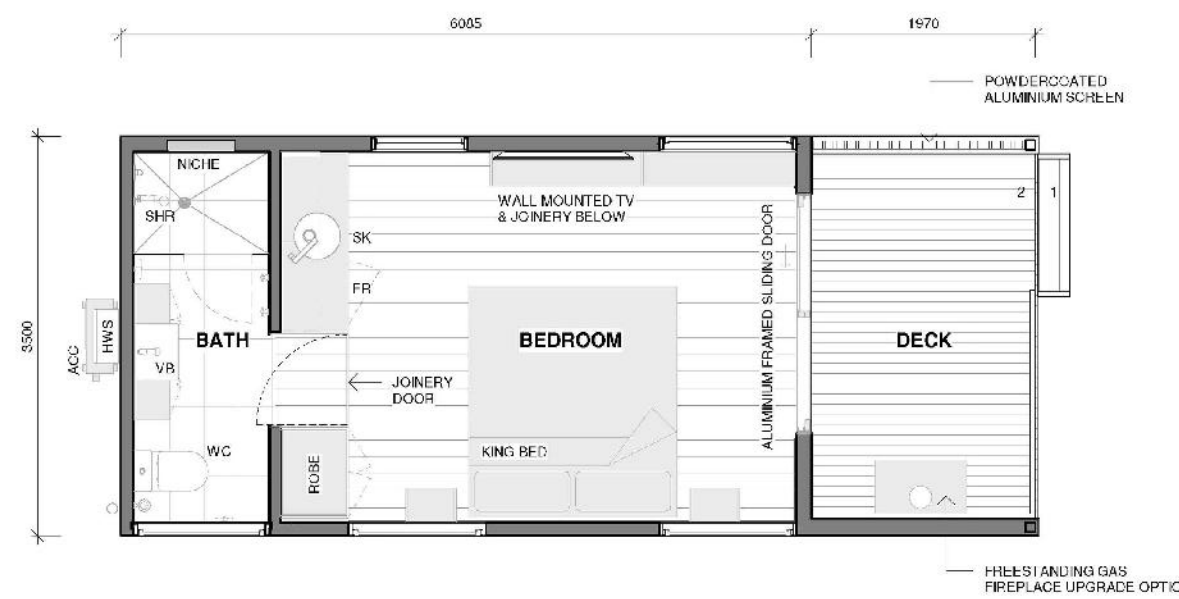 6085
1970
POWDERCOATED
ALUMINIUM SCREEN
3500
NICHE
SHR
SK
FR
WALL MOUNTED TV
& JOINERY BELOW
ALUMINIUM FRAMED SLIDING DOOR
2
1
ACC
HWS
BATH
VB
WC
JOINERY
DOOR
ROBE
BEDROOM
KING BED
DECK
FREESTANDING GAS
FIREPLACE UPGRADE OPTIO